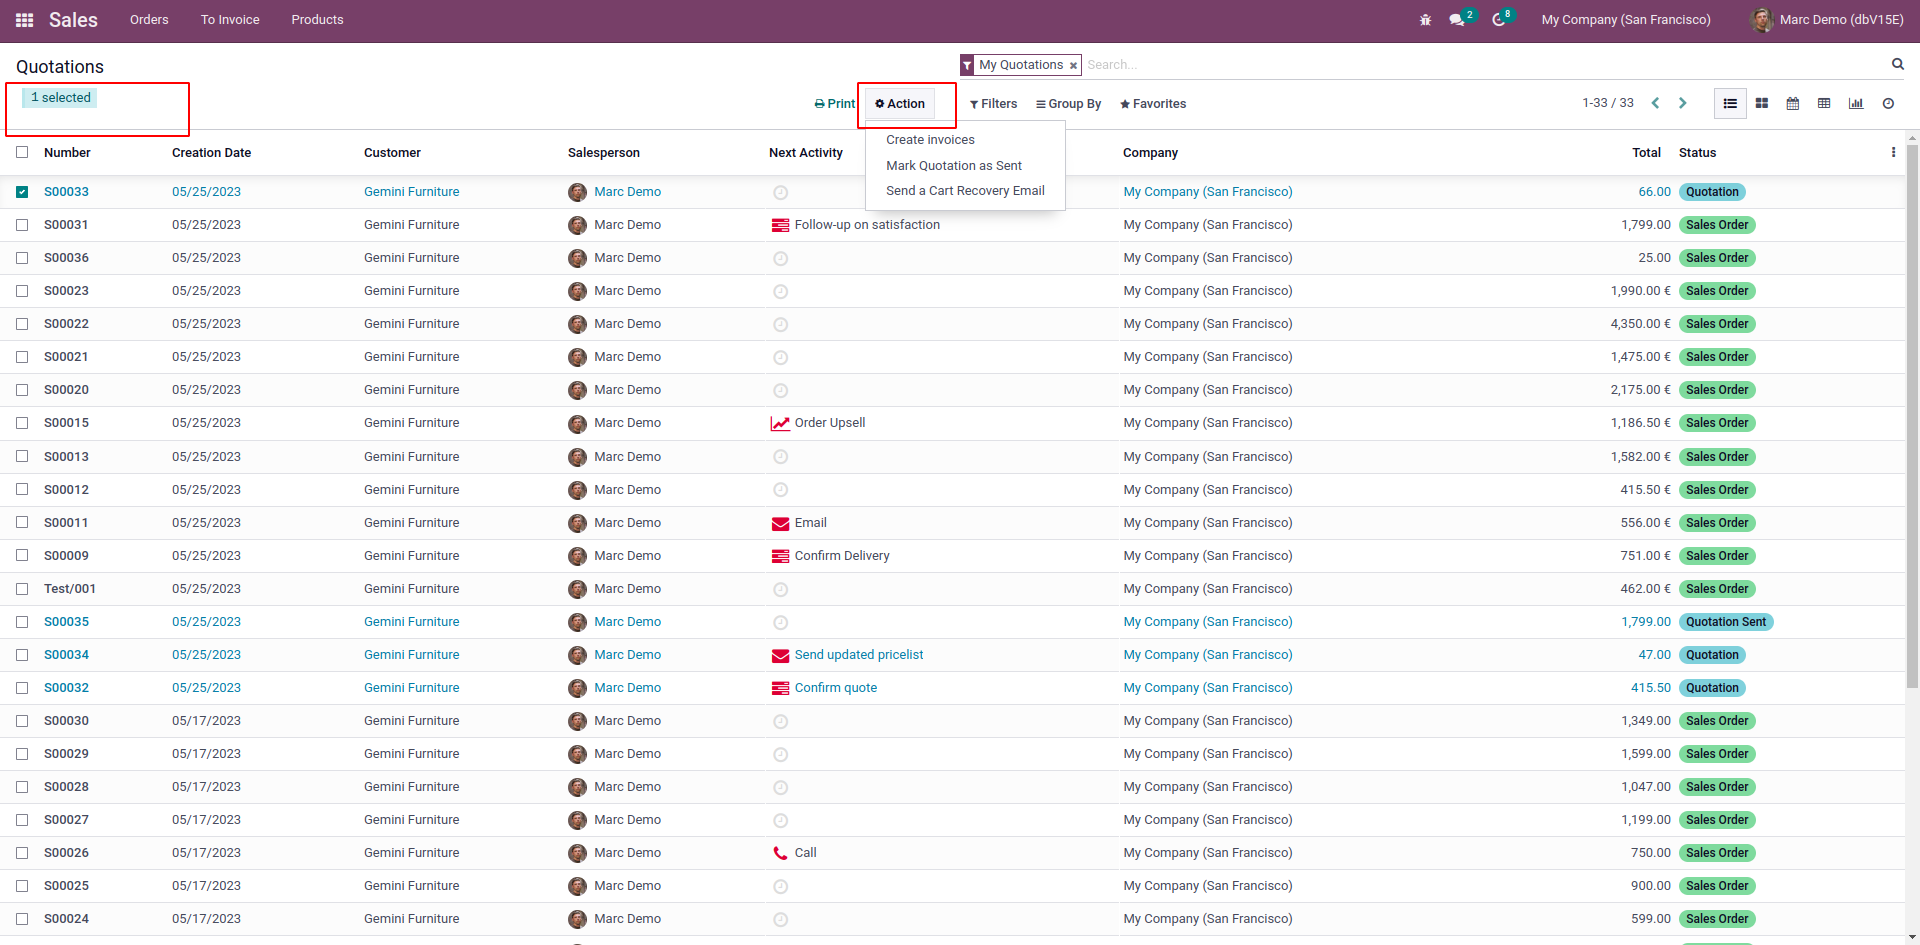 Sales Orders To Invoice Products 2 8 My Company (San Francisco) Marc Demo (dbV15E)
Quotations My Quotations × Search...
1 selected Print Action Filters Group By Favorites 1-33 / 33
Create invoices
Mark Quotation as Sent
Send a Cart Recovery Email
Number Creation Date Customer Salesperson Next Activity Company Total Status
S00033 05/25/2023 Gemini Furniture Marc Demo My Company (San Francisco) 66.00 Quotation
S00031 05/25/2023 Gemini Furniture Marc Demo Follow-up on satisfaction My Company (San Francisco) 1,799.00 Sales Order
S00036 05/25/2023 Gemini Furniture Marc Demo My Company (San Francisco) 25.00 Sales Order
S00023 05/25/2023 Gemini Furniture Marc Demo My Company (San Francisco) 1,990.00 € Sales Order
S00022 05/25/2023 Gemini Furniture Marc Demo My Company (San Francisco) 4,350.00 € Sales Order
S00021 05/25/2023 Gemini Furniture Marc Demo My Company (San Francisco) 1,475.00 € Sales Order
S00020 05/25/2023 Gemini Furniture Marc Demo My Company (San Francisco) 2,175.00 € Sales Order
S00015 05/25/2023 Gemini Furniture Marc Demo Order Upsell My Company (San Francisco) 1,186.50 € Sales Order
S00013 05/25/2023 Gemini Furniture Marc Demo My Company (San Francisco) 1,582.00 € Sales Order
S00012 05/25/2023 Gemini Furniture Marc Demo My Company (San Francisco) 415.50 € Sales Order
S00011 05/25/2023 Gemini Furniture Marc Demo Email My Company (San Francisco) 556.00 € Sales Order
S00009 05/25/2023 Gemini Furniture Marc Demo Confirm Delivery My Company (San Francisco) 751.00 € Sales Order
Test/001 05/25/2023 Gemini Furniture Marc Demo My Company (San Francisco) 462.00 € Sales Order
S00035 05/25/2023 Gemini Furniture Marc Demo My Company (San Francisco) 1,799.00 Quotation Sent
S00034 05/25/2023 Gemini Furniture Marc Demo Send updated pricelist My Company (San Francisco) 47.00 Quotation
S00032 05/25/2023 Gemini Furniture Marc Demo Confirm quote My Company (San Francisco) 415.50 Quotation
S00030 05/17/2023 Gemini Furniture Marc Demo My Company (San Francisco) 1,349.00 Sales Order
S00029 05/17/2023 Gemini Furniture Marc Demo My Company (San Francisco) 1,599.00 Sales Order
S00028 05/17/2023 Gemini Furniture Marc Demo My Company (San Francisco) 1,047.00 Sales Order
S00027 05/17/2023 Gemini Furniture Marc Demo My Company (San Francisco) 1,199.00 Sales Order
S00026 05/17/2023 Gemini Furniture Marc Demo Call My Company (San Francisco) 750.00 Sales Order
S00025 05/17/2023 Gemini Furniture Marc Demo My Company (San Francisco) 900.00 Sales Order
S00024 05/17/2023 Gemini Furniture Marc Demo My Company (San Francisco) 599.00 Sales Order